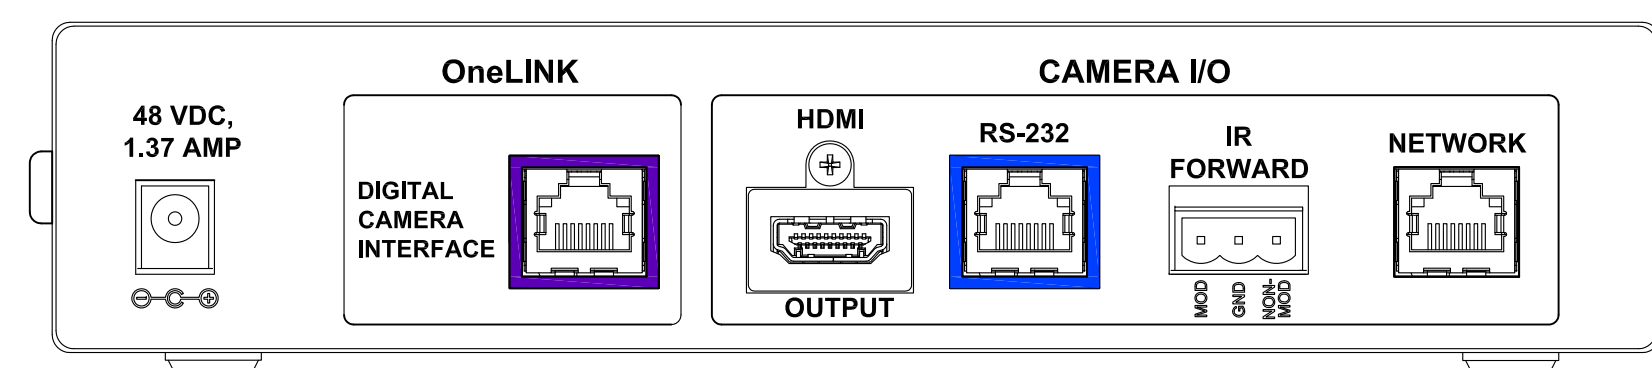 OneLINK
CAMERA I/O
48 VDC,
1.37 AMP
DIGITAL
CAMERA
INTERFACE
HDMI
OUTPUT
RS-232
IR
FORWARD
MOD
GND
NON-
MOD
NETWORK